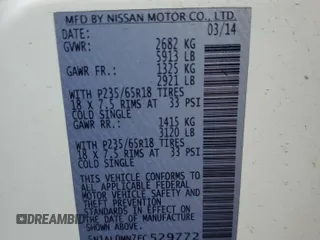 MFD BY NISSAN MOTOR CO., LTD.
DATE: 03/14
GVWR: 2682 KG
5913 LB
GAWR FR.: 1325 KG
2921 LB
WITH P235/65R18 TIRES
18 X 7.5 RIMS AT 33 PSI
COLD SINGLE
GAWR RR.: 1415 KG
3120 LB
WITH P235/65R18 TIRES
18 X 7.5 RIMS AT 33 PSI
COLD SINGLE
THIS VEHICLE CONFORMS TO
ALL APPLICABLE FEDERAL
MOTOR VEHICLE SAFETY
AND THEFT PREVENTION
STANDARDS IN EFFECT ON
THE DATE OF
529772
DREAMBID